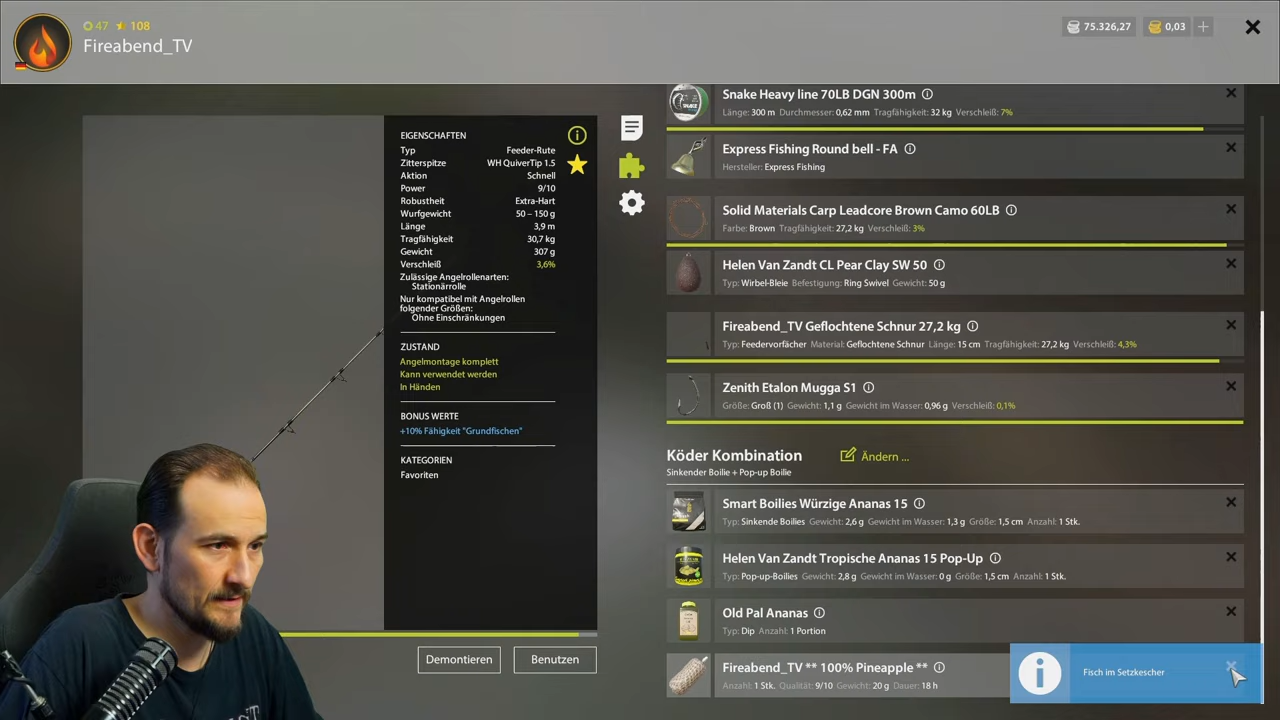 47 108
Fireabend_TV
75.326,27
0,03
EIGENSCHAFTEN
Typ Feeder-Rute
Zitterspitze WH QuiverTip 1.5
Aktion Schnell
Power 9/10
Robustheit Extra-Hart
Wurfgewicht 50 – 150 g
Länge 3,9 m
Tragfähigkeit 30,7 kg
Gewicht 307 g
Verschleiß 3,6%
Zulässige Angelrollenarten:
Stationärrolle
Nur kompatibel mit Angelrollen
folgender Größen:
Ohne Einschränkungen
ZUSTAND
Angelmontage komplett
Kann verwendet werden
In Händen
BONUS WERTE
+10% Fähigkeit "Grundfischen"
KATEGORIEN
Favoriten
Demontieren
Benutzen
Snake Heavy line 70LB DGN 300m
Länge: 300 m Durchmesser: 0,62 mm Tragfähigkeit: 32 kg Verschleiß: 7%
Express Fishing Round bell - FA
Hersteller: Express Fishing
Solid Materials Carp Leadcore Brown Camo 60LB
Farbe: Brown Tragfähigkeit: 27,2 kg Verschleiß: 3%
Helen Van Zandt CL Pear Clay SW 50
Typ: Wirbel-Bleie Befestigung: Ring Swivel Gewicht: 50 g
Fireabend_TV Geflochtene Schnur 27,2 kg
Typ: Feedervorfächer Material: Geflochtene Schnur Länge: 15 cm Tragfähigkeit: 27,2 kg Verschleiß: 4,3%
Zenith Etalon Mugga S1
Größe: Groß (1) Gewicht: 1,1 g Gewicht im Wasser: 0,96 g Verschleiß: 0,1%
Köder Kombination Ändern ...
Sinkender Boilie + Pop-up Boilie
Smart Boilies Würzige Ananas 15
Typ: Sinkende Boilies Gewicht: 2,6 g Gewicht im Wasser: 1,3 g Größe: 1,5 cm Anzahl: 1 Stk.
Helen Van Zandt Tropische Ananas 15 Pop-Up
Typ: Pop-up-Boilies Gewicht: 2,8 g Gewicht im Wasser: 0 g Größe: 1,5 cm Anzahl: 1 Stk.
Old Pal Ananas
Typ: Dip Anzahl: 1 Portion
Fireabend_TV ** 100% Pineapple **
Anzahl: 1 Stk. Qualität: 9/10 Gewicht: 20 g Dauer: 18 h
Fisch im Setzkescher